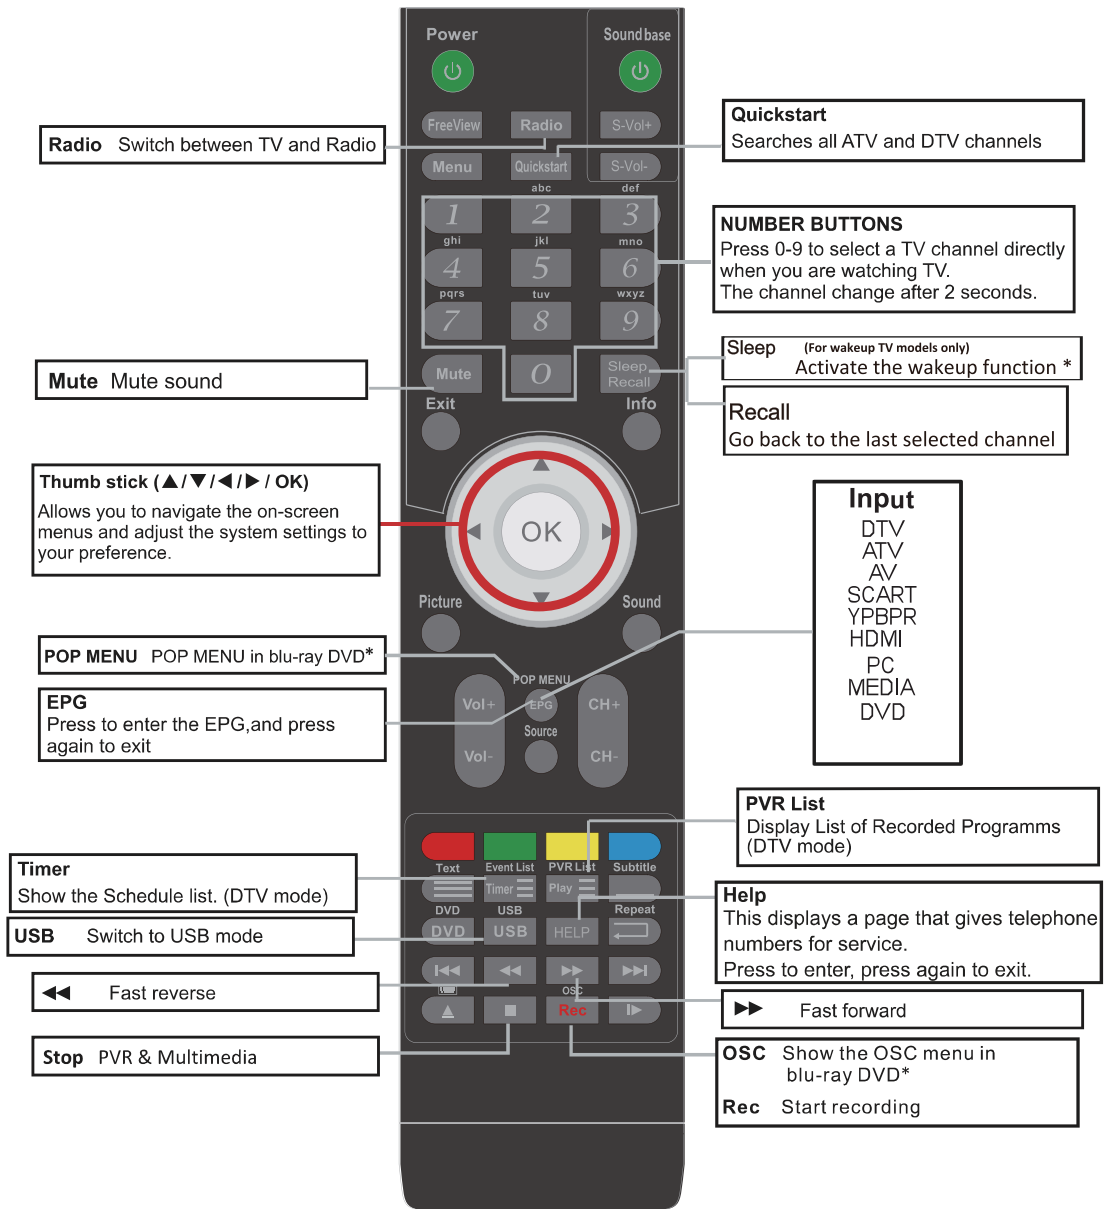 Power
Sound base
FreeView
Radio
S-Vol+
Menu
Quickstart
S-Vol-
abc
def
1
2
3
ghi
jkl
mno
4
5
6
pqrs
tuv
wxyz
7
8
9
Mute
0
Sleep
Recall
Exit
Info
OK
Picture
Sound
POP MENU
Vol+
EPG
CH+
Source
Vol-
CH-
Text
Event List
PVR List
Subtitle
Timer
Play
DVD
USB
Repeat
DVD
USB
HELP
OSC
Rec
Radio Switch between TV and Radio
Mute Mute sound
Thumb stick (▲/▼/◀/▶ / OK)
Allows you to navigate the on-screen
menus and adjust the system settings to
your preference.
POP MENU POP MENU in blu-ray DVD*
EPG
Press to enter the EPG,and press
again to exit
Timer
Show the Schedule list. (DTV mode)
USB Switch to USB mode
◀◀ Fast reverse
Stop PVR & Multimedia
Quickstart
Searches all ATV and DTV channels
NUMBER BUTTONS
Press 0-9 to select a TV channel directly
when you are watching TV.
The channel change after 2 seconds.
Sleep (For wakeup TV models only)
Activate the wakeup function *
Recall
Go back to the last selected channel
Input
DTV
ATV
AV
SCART
YPBPR
HDMI
PC
MEDIA
DVD
PVR List
Display List of Recorded Programms
(DTV mode)
Help
This displays a page that gives telephone
numbers for service.
Press to enter, press again to exit.
▶▶ Fast forward
OSC Show the OSC menu in
blu-ray DVD*
Rec Start recording